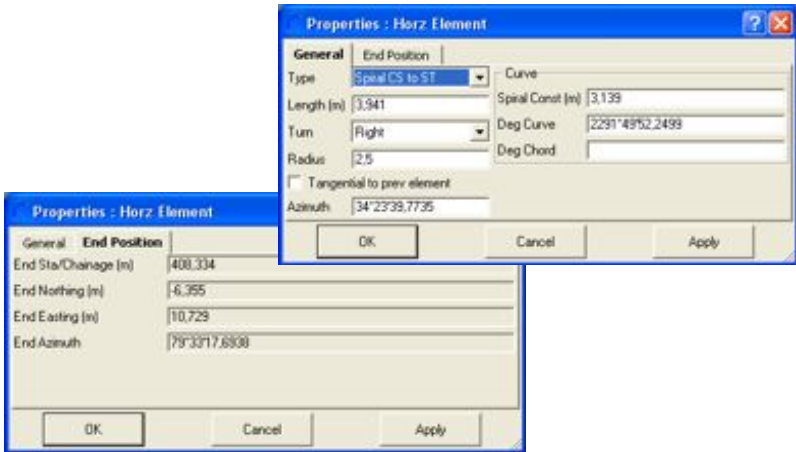 Properties : Horz Element
General End Position
Type Spiral CS to ST
Length (m) 3,941
Turn Right
Radius 2,5
Tangential to prev element
Azimuth 34°23'39,7735
Curve
Spiral Const (m) 3,139
Deg Curve 2291°49'52,2499
Deg Chord
OK Cancel Apply
Properties : Horz Element
General End Position
End Sta/Chainage (m) 408,334
End Northing (m) -6,355
End Easting (m) 10,729
End Azimuth 79°33'17,6938
OK Cancel Apply